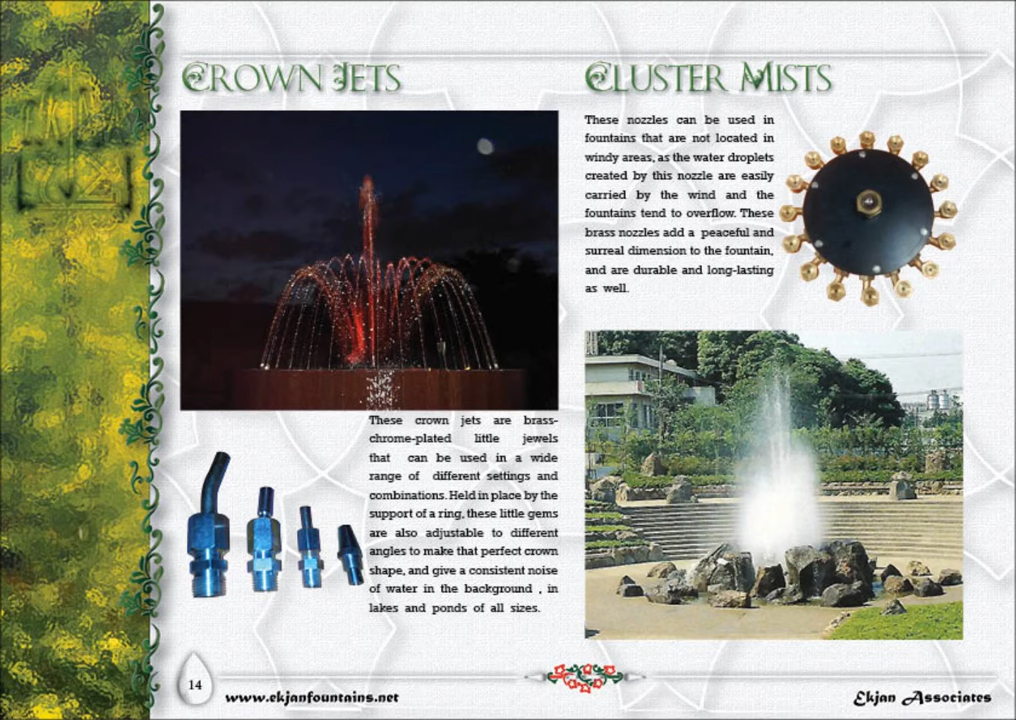 Crown Jets
These crown jets are brass-
chrome-plated little jewels
that can be used in a wide
range of different settings and
combinations. Held in place by the
support of a ring, these little gems
are also adjustable to different
angles to make that perfect crown
shape, and give a consistent noise
of water in the background , in
lakes and ponds of all sizes.
Cluster Mists
These nozzles can be used in
fountains that are not located in
windy areas, as the water droplets
created by this nozzle are easily
carried by the wind and the
fountains tend to overflow. These
brass nozzles add a peaceful and
surreal dimension to the fountain,
and are durable and long-lasting
as well.
14
www.ekjanfountains.net
Ekjan Associates